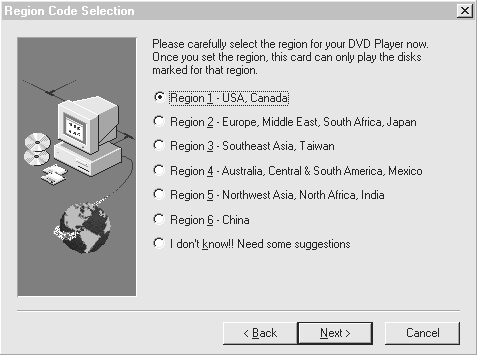 Region Code Selection
Please carefully select the region for your DVD Player now.
Once you set the region, this card can only play the disks
marked for that region.
Region 1 - USA, Canada
Region 2 - Europe, Middle East, South Africa, Japan
Region 3 - Southeast Asia, Taiwan
Region 4 - Australia, Central & South America, Mexico
Region 5 - Northwest Asia, North Africa, India
Region 6 - China
I don't know!! Need some suggestions
< Back
Next >
Cancel